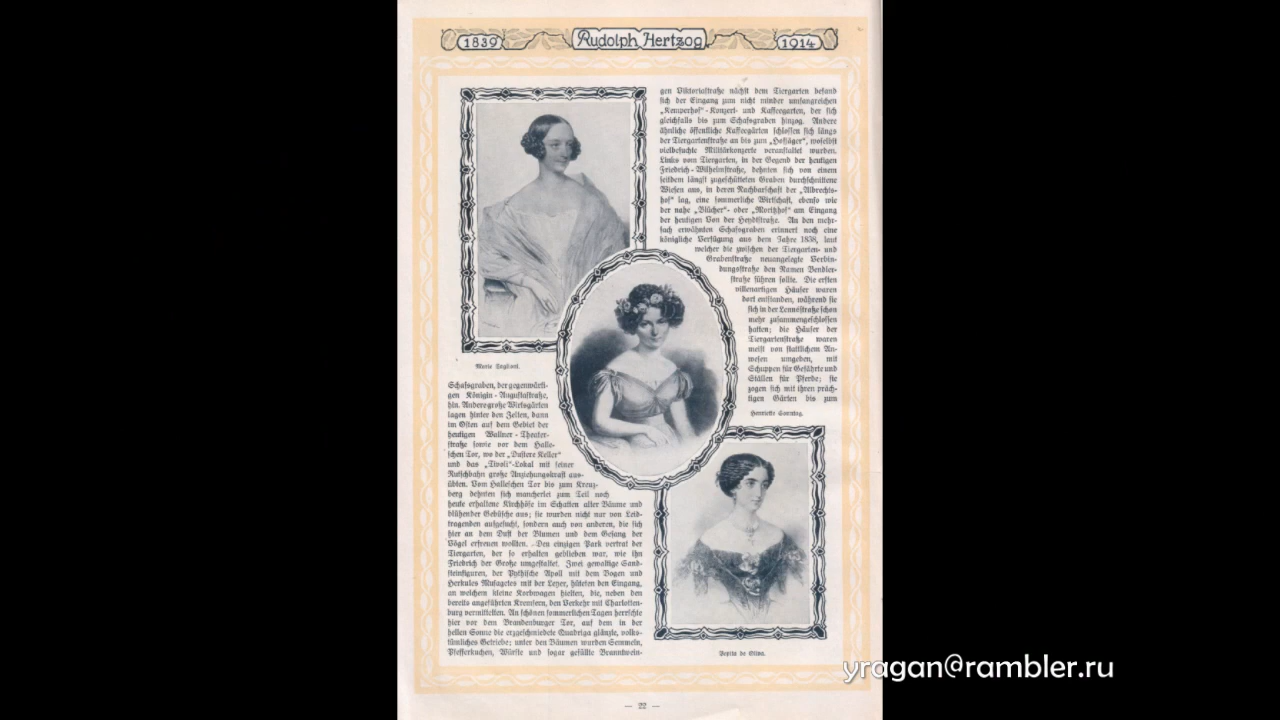 1839
Rudolph Hertzog
1914
Marie Taglioni.
Schafgraben, der gegenwärti-
gen Königin-Augustastraße,
hin. Andere große Wirtsgärten
lagen hinter den Zelten, dann
im Osten auf dem Gebiet der
heutigen Wallner-Theater-
straße sowie vor dem Halle-
schen Tor, wo der „Dustere Keller“
und das „Tivoli“-Lokal mit seiner
Rutschbahn große Anziehungskraft aus-
übten. Vom Halleschen Tor bis zum Kreuz-
berg dehnten sich mancherlei zum Teil noch
heute erhaltene Kirchhöfe im Schatten alter Bäume und
blühender Gebüsche aus; sie wurden nicht nur von Leid-
tragenden aufgesucht, sondern auch von anderen, die sich
hier an dem Duft der Blumen und dem Gesang der
Vögel erfreuen wollten. Den einzigen Park vertrat der
Tiergarten, der so erhalten geblieben war, wie ihn
Friedrich der Große umgestaltet. Zwei gewaltige Sand-
steinfiguren, der Pythische Apoll mit dem Bogen und
Herkules Musagetes mit der Leyer, hüteten den Eingang,
an welchem kleine Korbwagen hielten, die, neben den
bereits angeführten Kremsern, den Verkehr mit Charlotten-
burg vermittelten. An schönen sommerlichen Tagen herrschte
hier vor dem Brandenburger Tor, auf dem in der
hellen Sonne die erzgeschmiedete Quadriga glänzte, volks-
tümliches Getriebe; unter den Bäumen wurden Semmeln,
Pfefferkuchen, Würste und sogar gefüllte Branntwein-
gen Viktoriastraße nächst dem Tiergarten befand
sich der Eingang zum nicht minder umfangreichen
„Kemperhof“-Konzert- und Kaffeegarten, der sich
gleichfalls bis zum Schafsgraben hinzog. Andere
ähnliche öffentliche Kaffeegärten schlossen sich längs
der Tiergartenstraße an bis zum „Hofjäger“, woselbst
vielbesuchte Militärkonzerte veranstaltet wurden.
Links vom Tiergarten, in der Gegend der heutigen
Friedrich-Wilhelmstraße, dehnten sich von einem
seitdem längst zugeschütteten Graben durchschnittene
Wiesen aus, in deren Nachbarschaft der „Albrechts-
hof“ lag, eine sommerliche Wirtschaft, ebenso wie
der nahe „Blücher“- oder „Moritzhof“ am Eingang
der heutigen Von der Heydtstraße. An den mehr-
fach erwähnten Schafsgraben erinnert noch eine
königliche Verfügung aus dem Jahre 1838, laut
welcher die zwischen der Tiergarten- und
Grabenstraße neuangelegte Verbin-
dungsstraße den Namen Bendler-
straße führen sollte. Die ersten
villenartigen Häuser waren
dort entstanden, während sie
sich in der Lennéstraße schon
mehr zusammengeschlossen
hatten; die Häuser der
Tiergartenstraße waren
meist von stattlichem An-
wesen umgeben, mit
Schuppen für Gefährte und
Ställen für Pferde; sie
zogen sich mit ihren präch-
tigen Gärten bis zum
Henriette Sonntag.
Pepita de Oliva.
— 22 —
yragan@rambler.ru